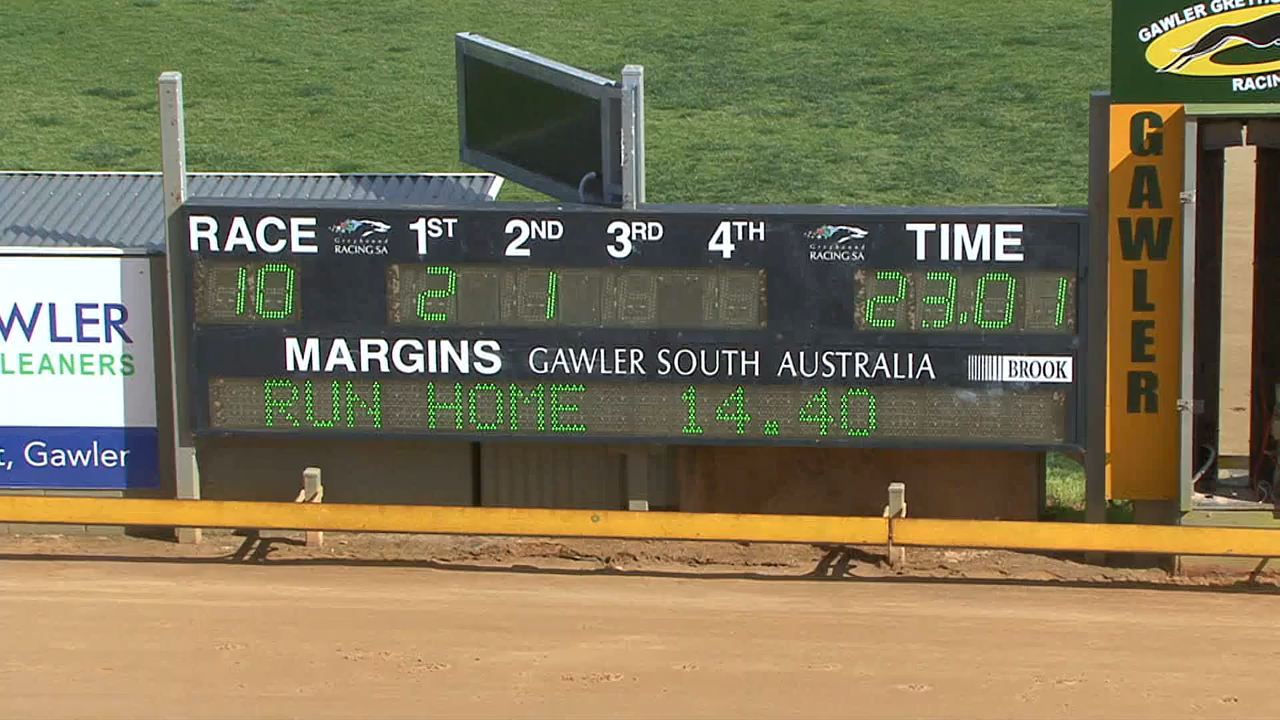 GAWLER GREYH
RACIN
GAWLER
RACE 1ST 2ND 3RD 4TH TIME
Greyhound RACING SA
Greyhound RACING SA
10 2 1 23.01
MARGINS GAWLER SOUTH AUSTRALIA BROOK
RUN HOME 14.40
WLER
LEANERS
t, Gawler